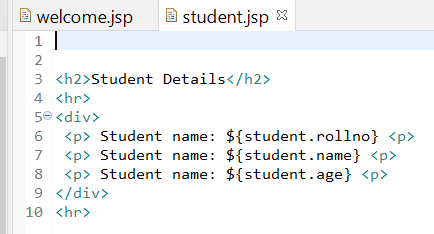 welcome.jsp student.jsp
1
2
3 <h2>Student Details</h2>
4 <hr>
5 <div>
6 <p> Student name: ${student.rollno} <p>
7 <p> Student name: ${student.name} <p>
8 <p> Student name: ${student.age} <p>
9 </div>
10 <hr>